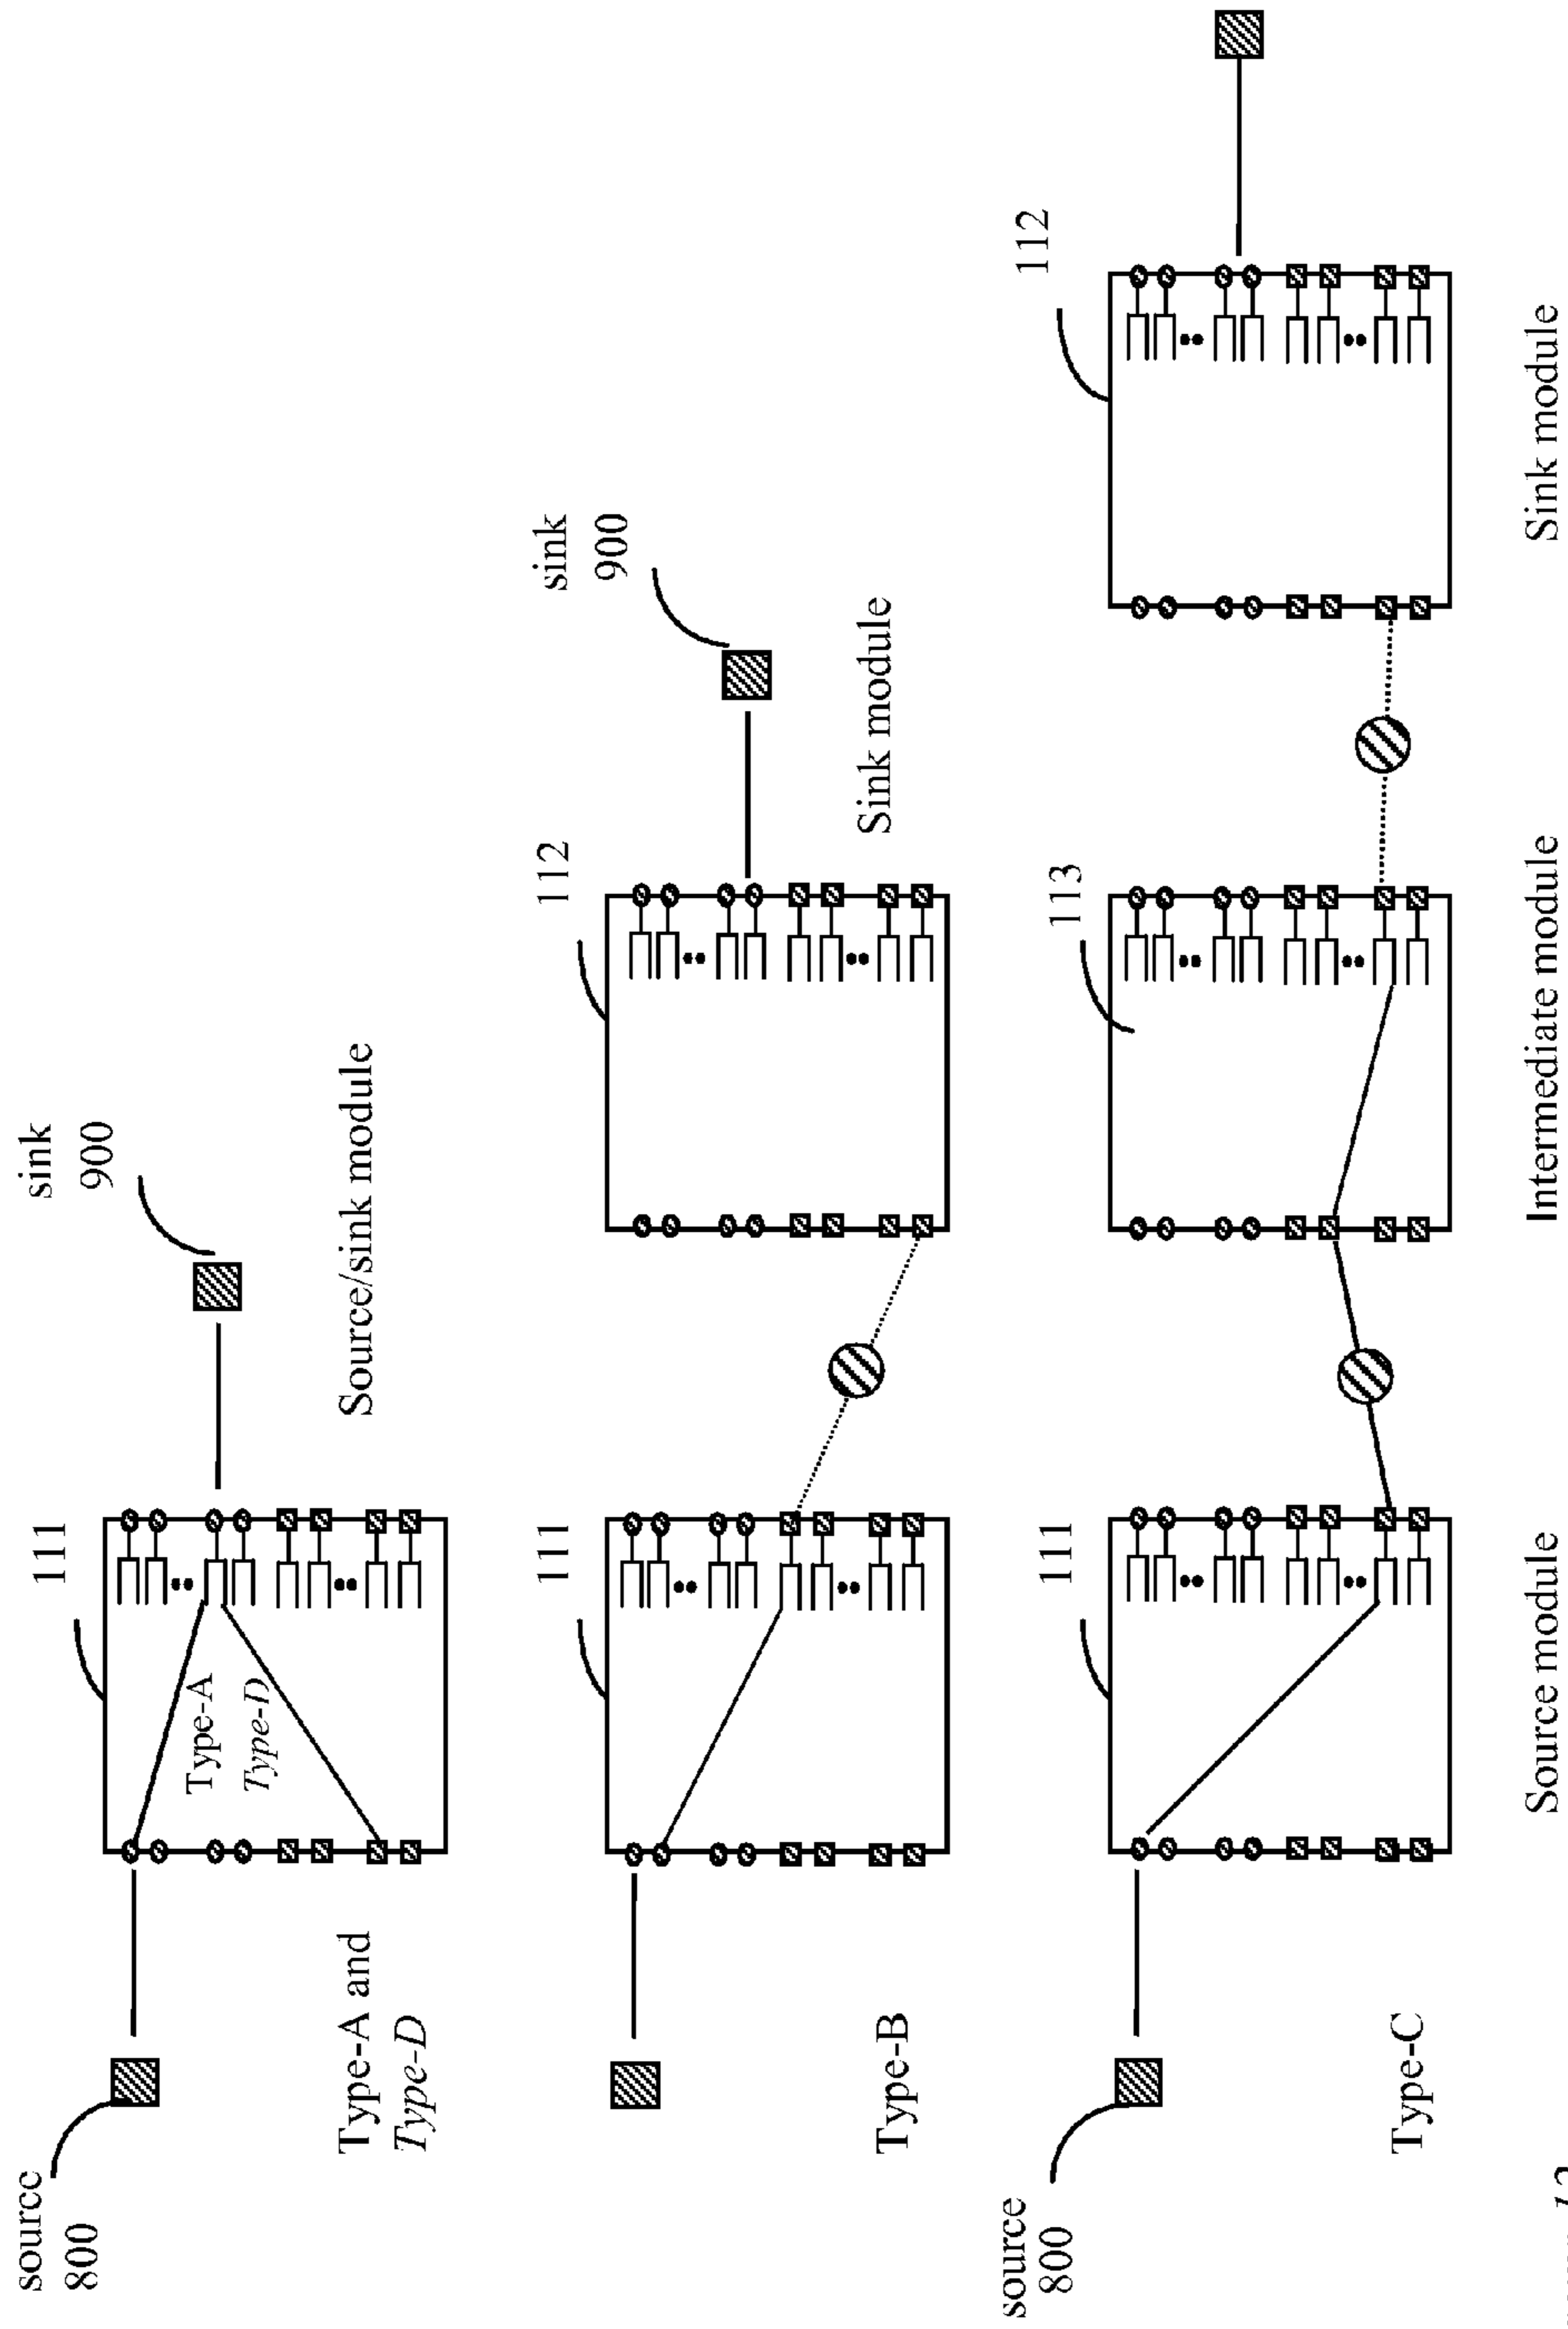 source
800
111
sink
900
Type-A
Type-D
Type-A and
Type-D
Source/sink module
111
112
sink
900
Type-B
Sink module
source
800
111
113
112
Type-C
Source module
Intermediate module
Sink module